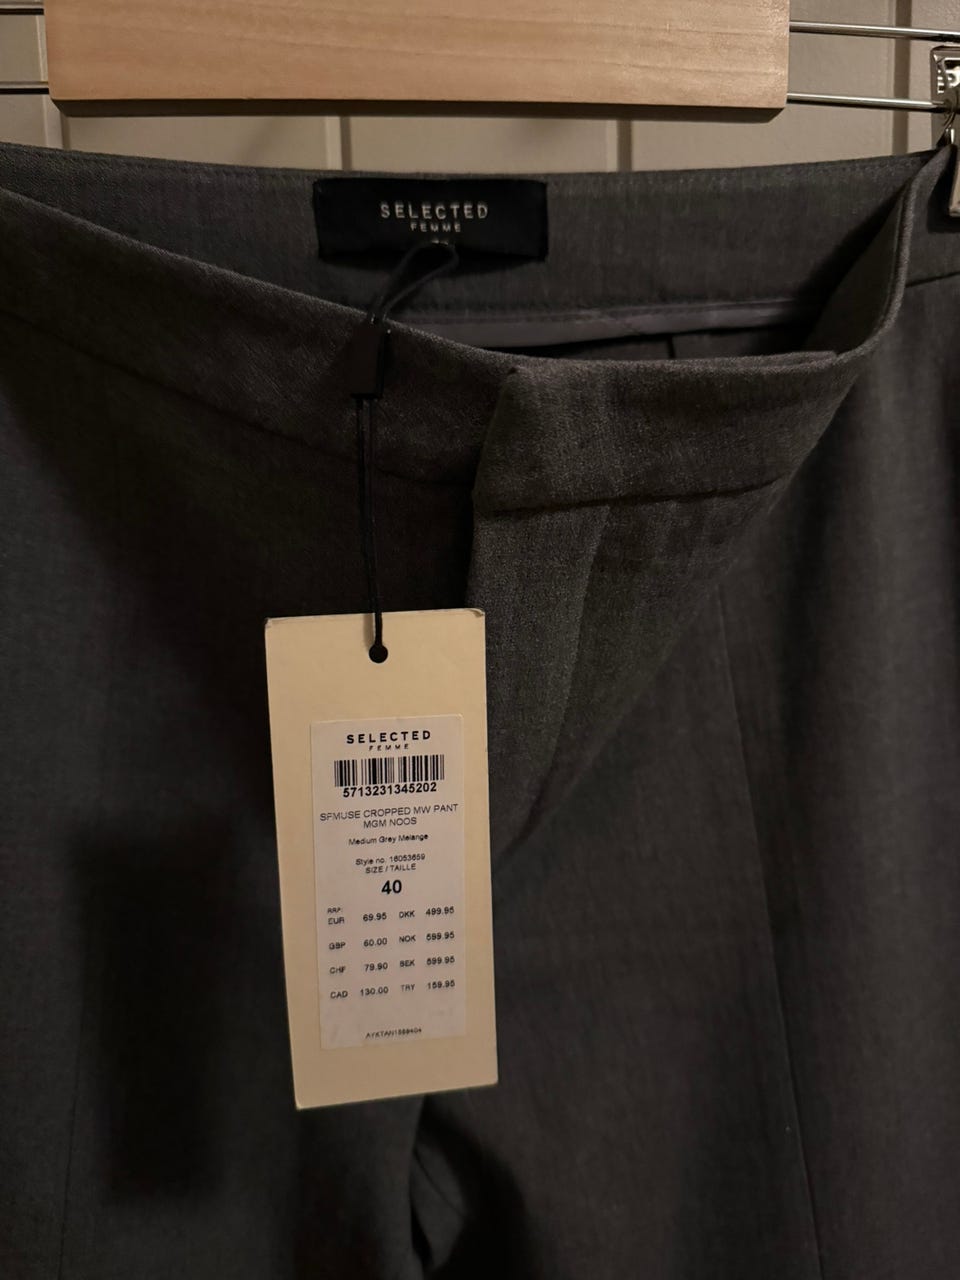 SELECTED
FEMME
SELECTED
FEMME
5713231345202
SFMUSE CROPPED MW PANT
MGM NOOS
Medium Grey Melange
Style no. 16053659
SIZE / TAILLE
40
RRP:
EUR 69.95 DKK 499.95
GBP 60.00 NOK 599.95
CHF 79.90 SEK 599.95
CAD 130.00 TRY 159.95